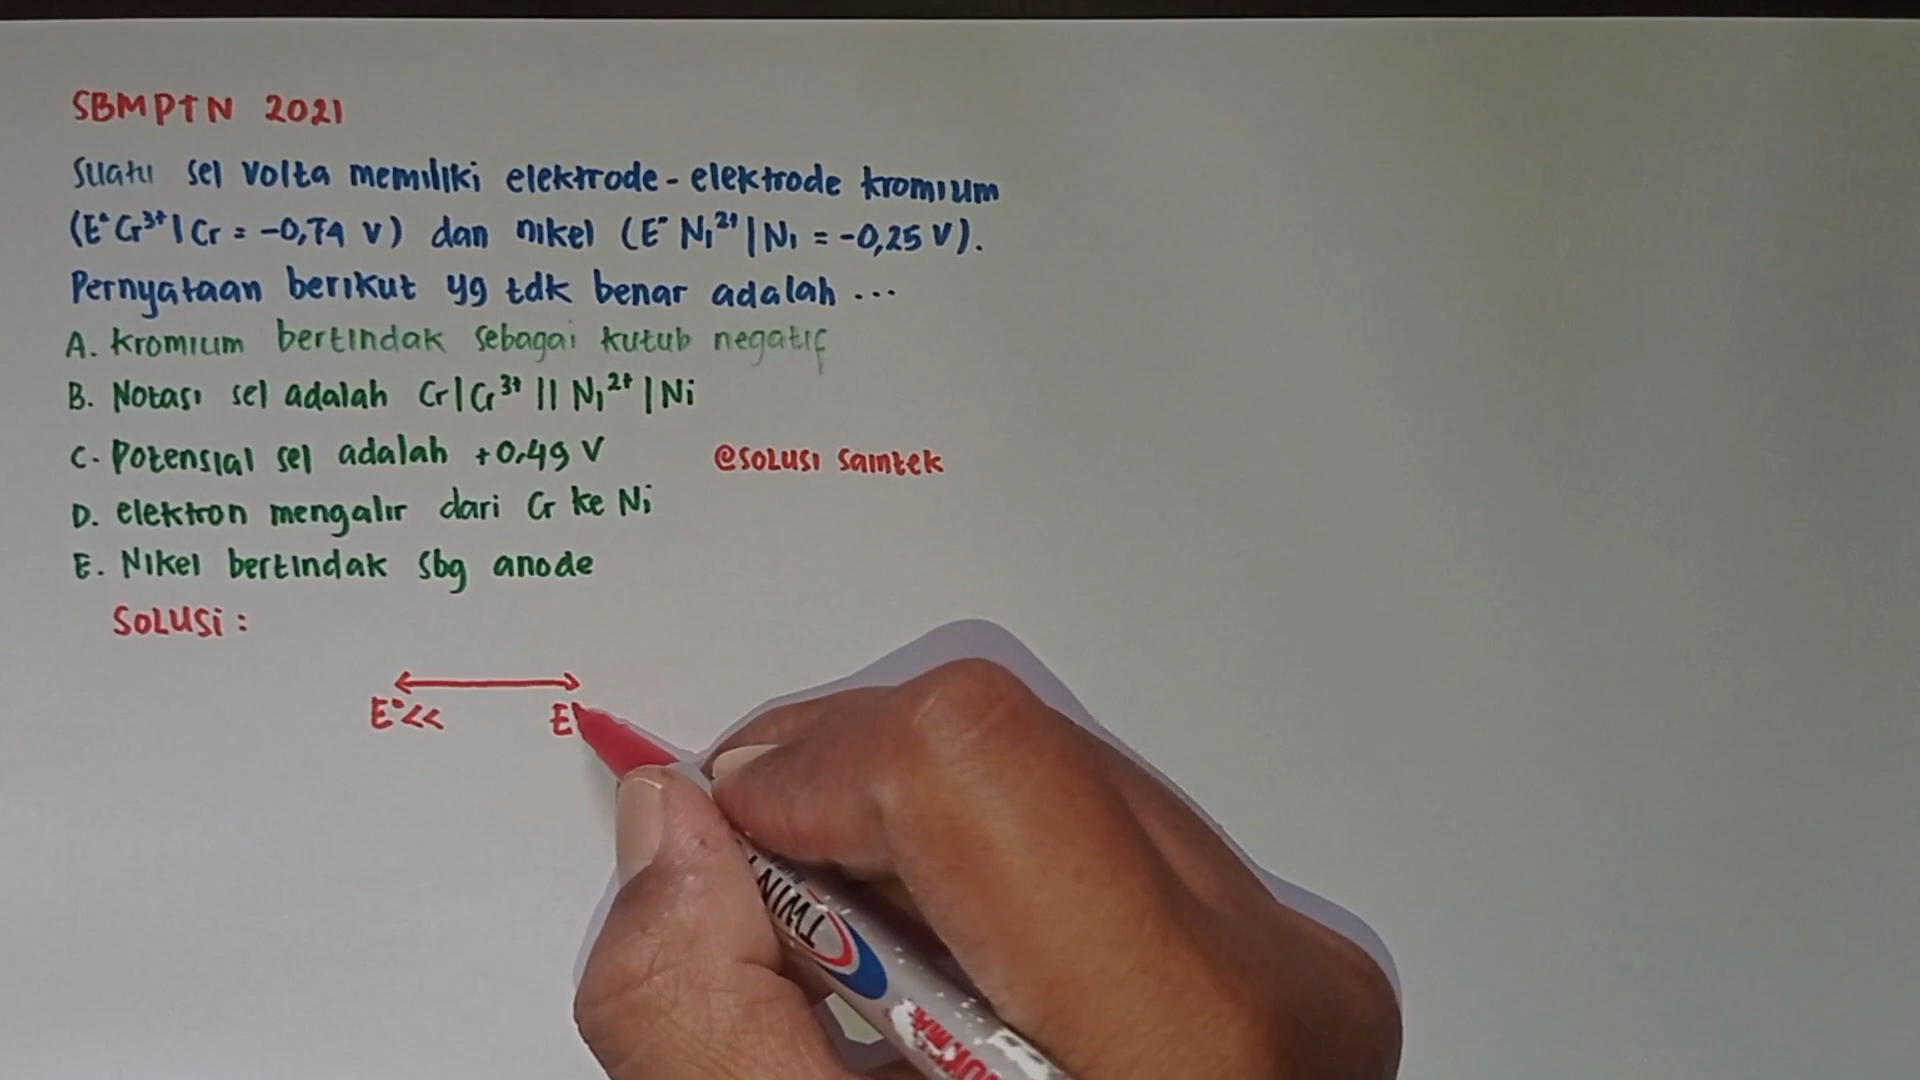 SBMPTN 2021
Suatu sel volta memiliki elektrode-elektrode kromium
(E° Cr³⁺|Cr = -0,74 V) dan nikel (E° Ni²⁺|Ni = -0,25 V).
Pernyataan berikut yg tdk benar adalah ...
A. Kromium bertindak sebagai kutub negatif
B. Notasi sel adalah Cr|Cr³⁺||Ni²⁺|Ni
C. Potensial sel adalah +0,49 V
@solusi saintek
D. elektron mengalir dari Cr ke Ni
E. Nikel bertindak sbg anode
SOLUSI :
E°<< E
TWIN